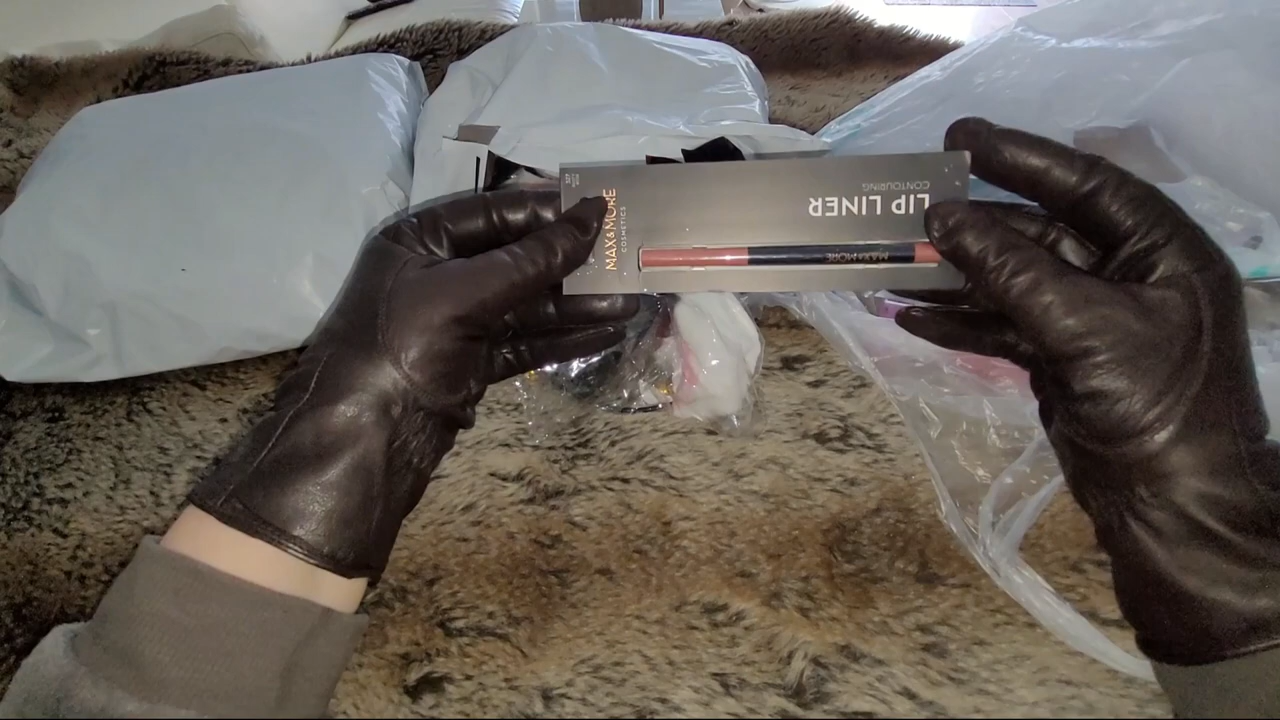 LIP LINER
CONTOURING
MAX&MORE
COSMETICS
MAX&MORE